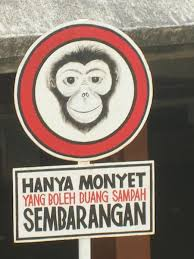 HANYA MONYET
YANG BOLEH BUANG SAMPAH
SEMBARANGAN